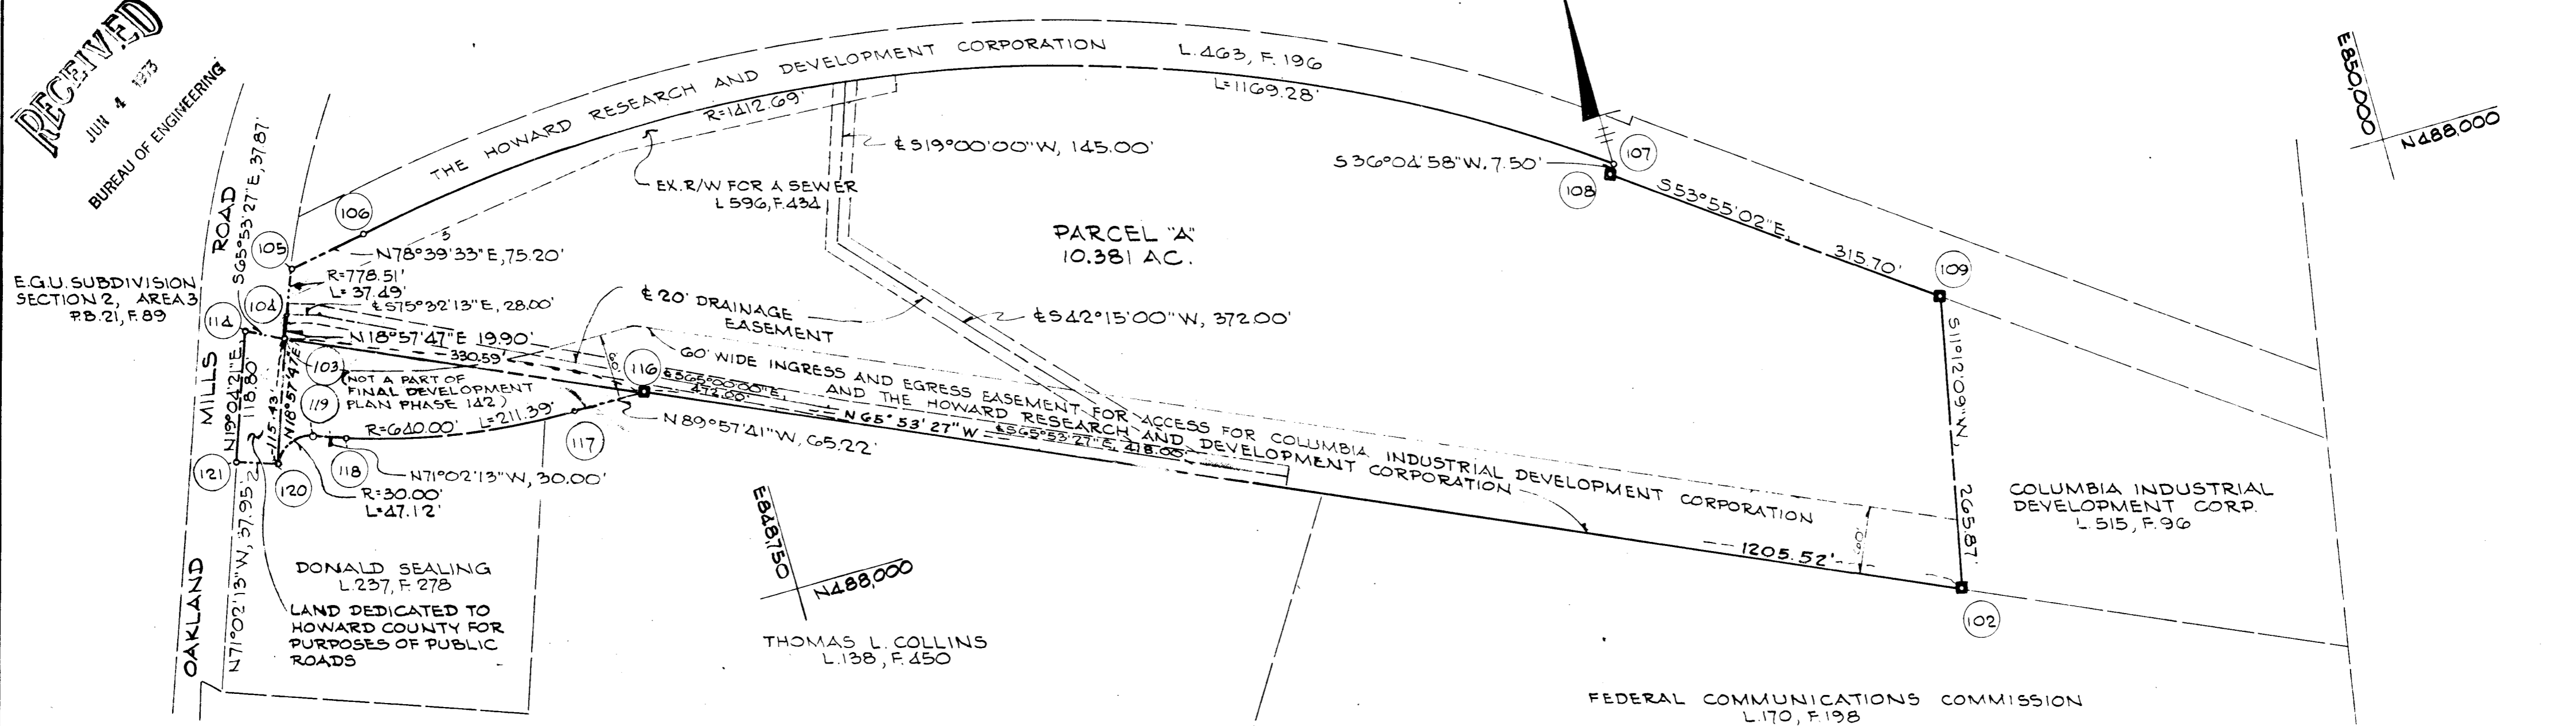 RECEIVED
JUN 4 1973
BUREAU OF ENGINEERING
THE HOWARD RESEARCH AND DEVELOPMENT CORPORATION
L.463, F.196
R=1412.69'
L=1169.28'
℄S19°00'00"W, 145.00'
EX. R/W FOR A SEWER
L 596, F.434
S36°04'58"W, 7.50'
107
108
S53°55'02"E, 315.70'
109
E850,000
N488,000
PARCEL "A"
10.381 AC.
106
105
N78°39'33"E, 75.20'
R=778.51'
L=37.49'
℄S75°32'13"E, 28.00'
S65°53'27"E, 37.87'
OAKLAND MILLS ROAD
E.G.U. SUBDIVISION
SECTION 2, AREA 3
P.B. 21, F. 89
104
114
N18°57'47"E 19.90'
330.59'
℄ 20' DRAINAGE
EASEMENT
℄S42°15'00"W, 372.00'
103
(NOT A PART OF
FINAL DEVELOPMENT
PLAN PHASE 142)
119
116
60'
60' WIDE INGRESS AND EGRESS EASEMENT FOR ACCESS FOR COLUMBIA INDUSTRIAL DEVELOPMENT CORPORATION
AND THE HOWARD RESEARCH AND DEVELOPMENT CORPORATION
℄S65°00'00"E,
472.00'
N65°53'27"W
℄S65°53'27"E, 418.00'
1205.52'
60'
S11°12'09"W, 265.87'
102
COLUMBIA INDUSTRIAL
DEVELOPMENT CORP.
L.515, F.96
N19°04'21"E
118.80'
115.43'
N18°57'47"E
R=640.00'
L=211.39'
117
N89°57'41"W, 65.22'
118
N71°02'13"W, 30.00'
120
R=30.00'
L=47.12'
121
N71°02'13"W, 37.95'
DONALD SEALING
L.237, F.278
LAND DEDICATED TO
HOWARD COUNTY FOR
PURPOSES OF PUBLIC
ROADS
E848,750
N488,000
THOMAS L. COLLINS
L.138, F.450
FEDERAL COMMUNICATIONS COMMISSION
L.170, F.198